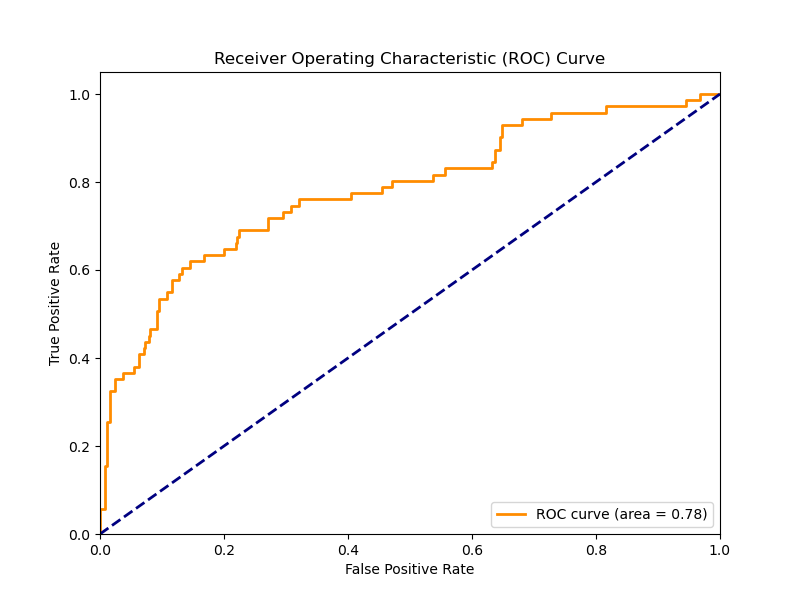 Receiver Operating Characteristic (ROC) Curve
1.0
0.8
0.6
0.4
0.2
0.0
True Positive Rate
ROC curve (area = 0.78)
0.0 0.2 0.4 0.6 0.8 1.0
False Positive Rate